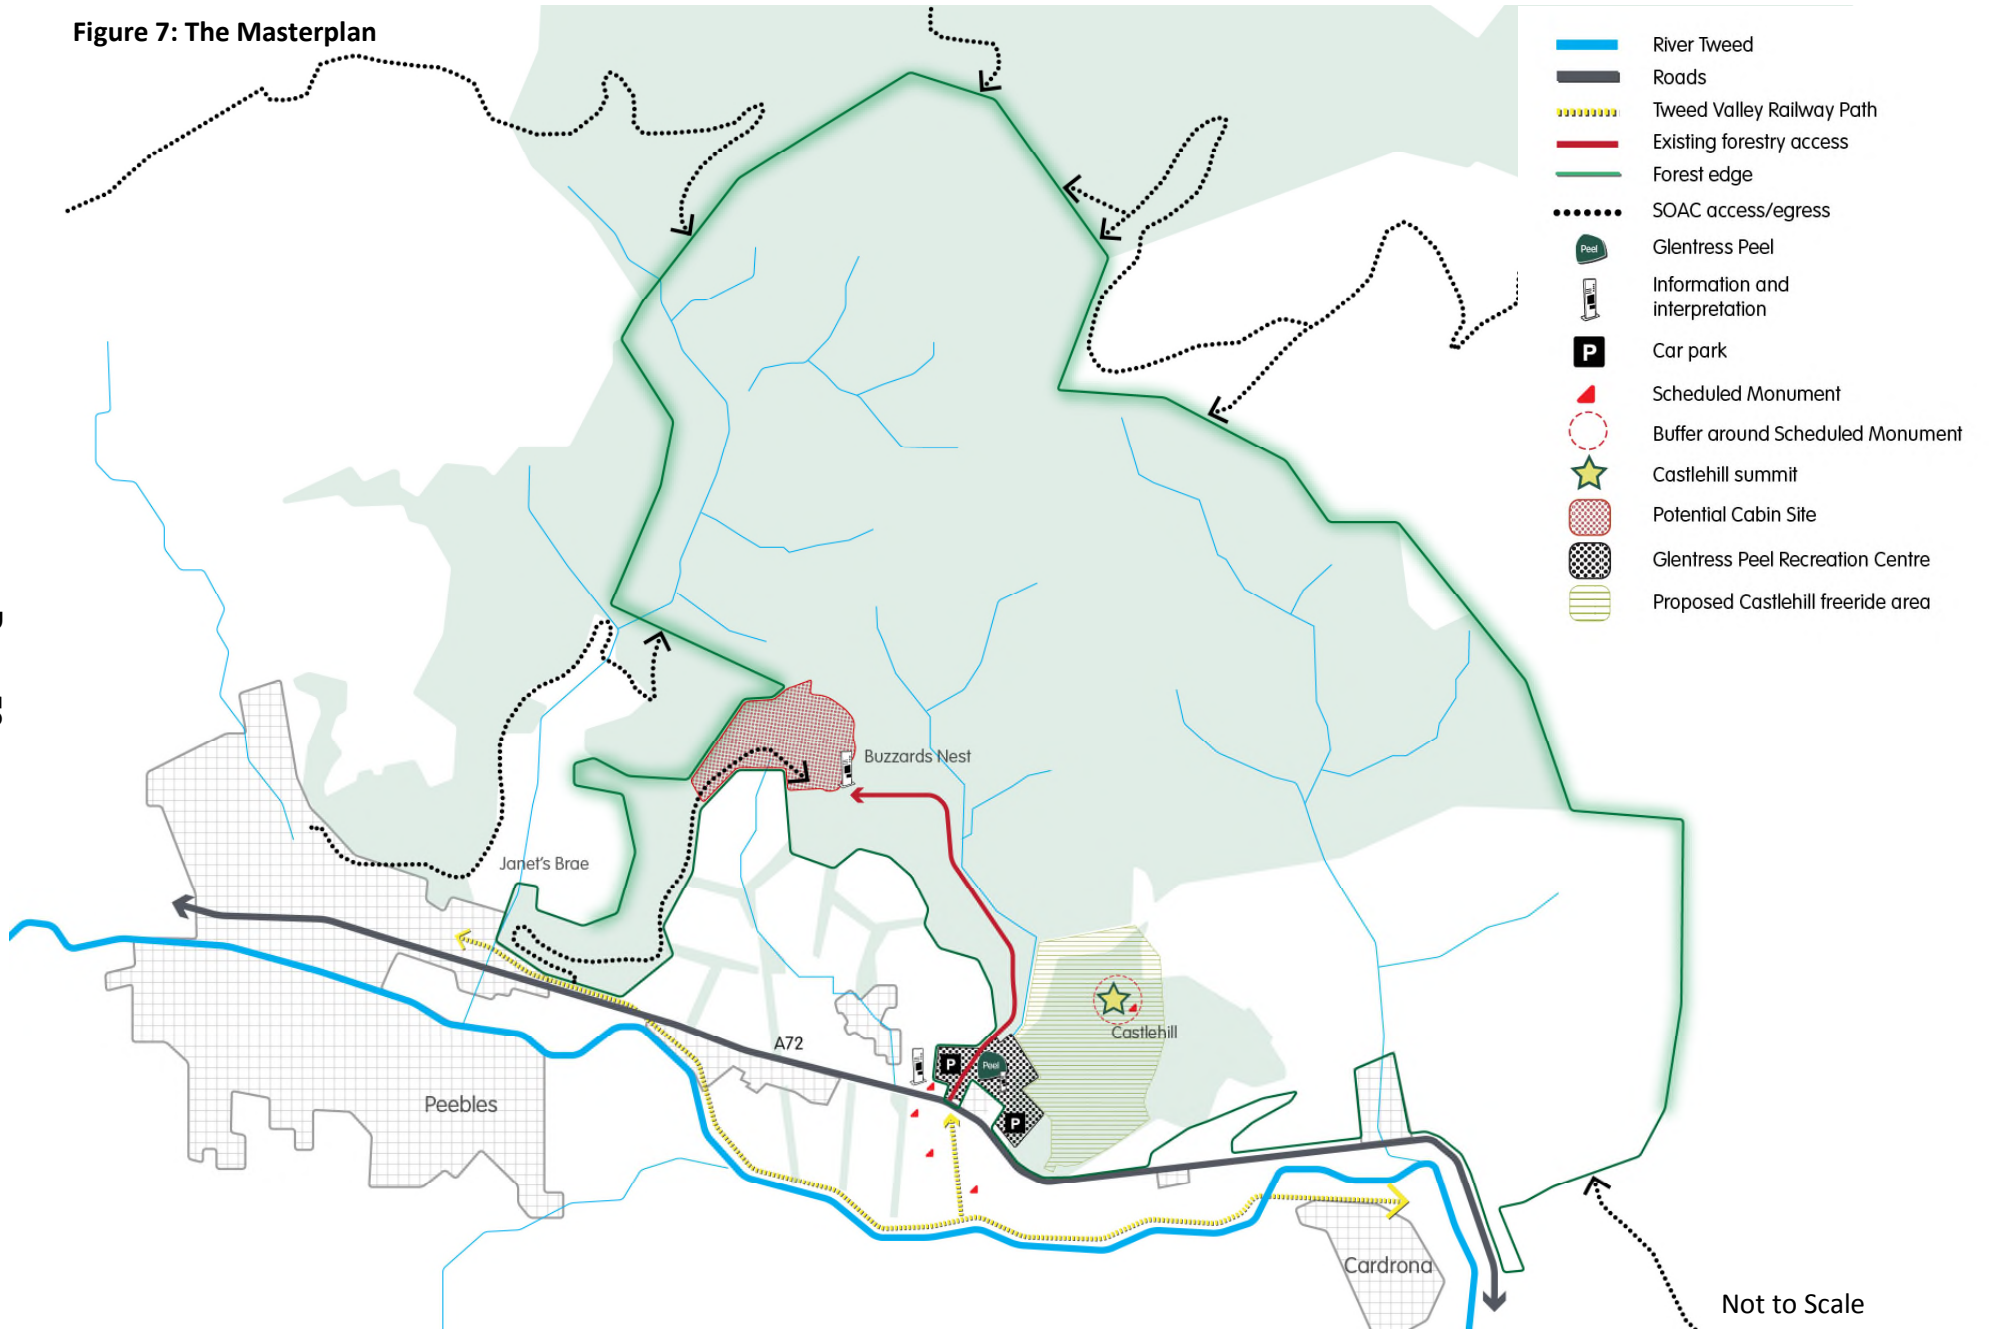 Figure 7: The Masterplan
River Tweed
Roads
Tweed Valley Railway Path
Existing forestry access
Forest edge
SOAC access/egress
Peel
Glentress Peel
Information and
interpretation
P
Car park
Scheduled Monument
Buffer around Scheduled Monument
Castlehill summit
Potential Cabin Site
Glentress Peel Recreation Centre
Proposed Castlehill freeride area
Buzzards Nest
Janet's Brae
Castlehill
A72
P
Peel
P
Peebles
Cardrona
Not to Scale